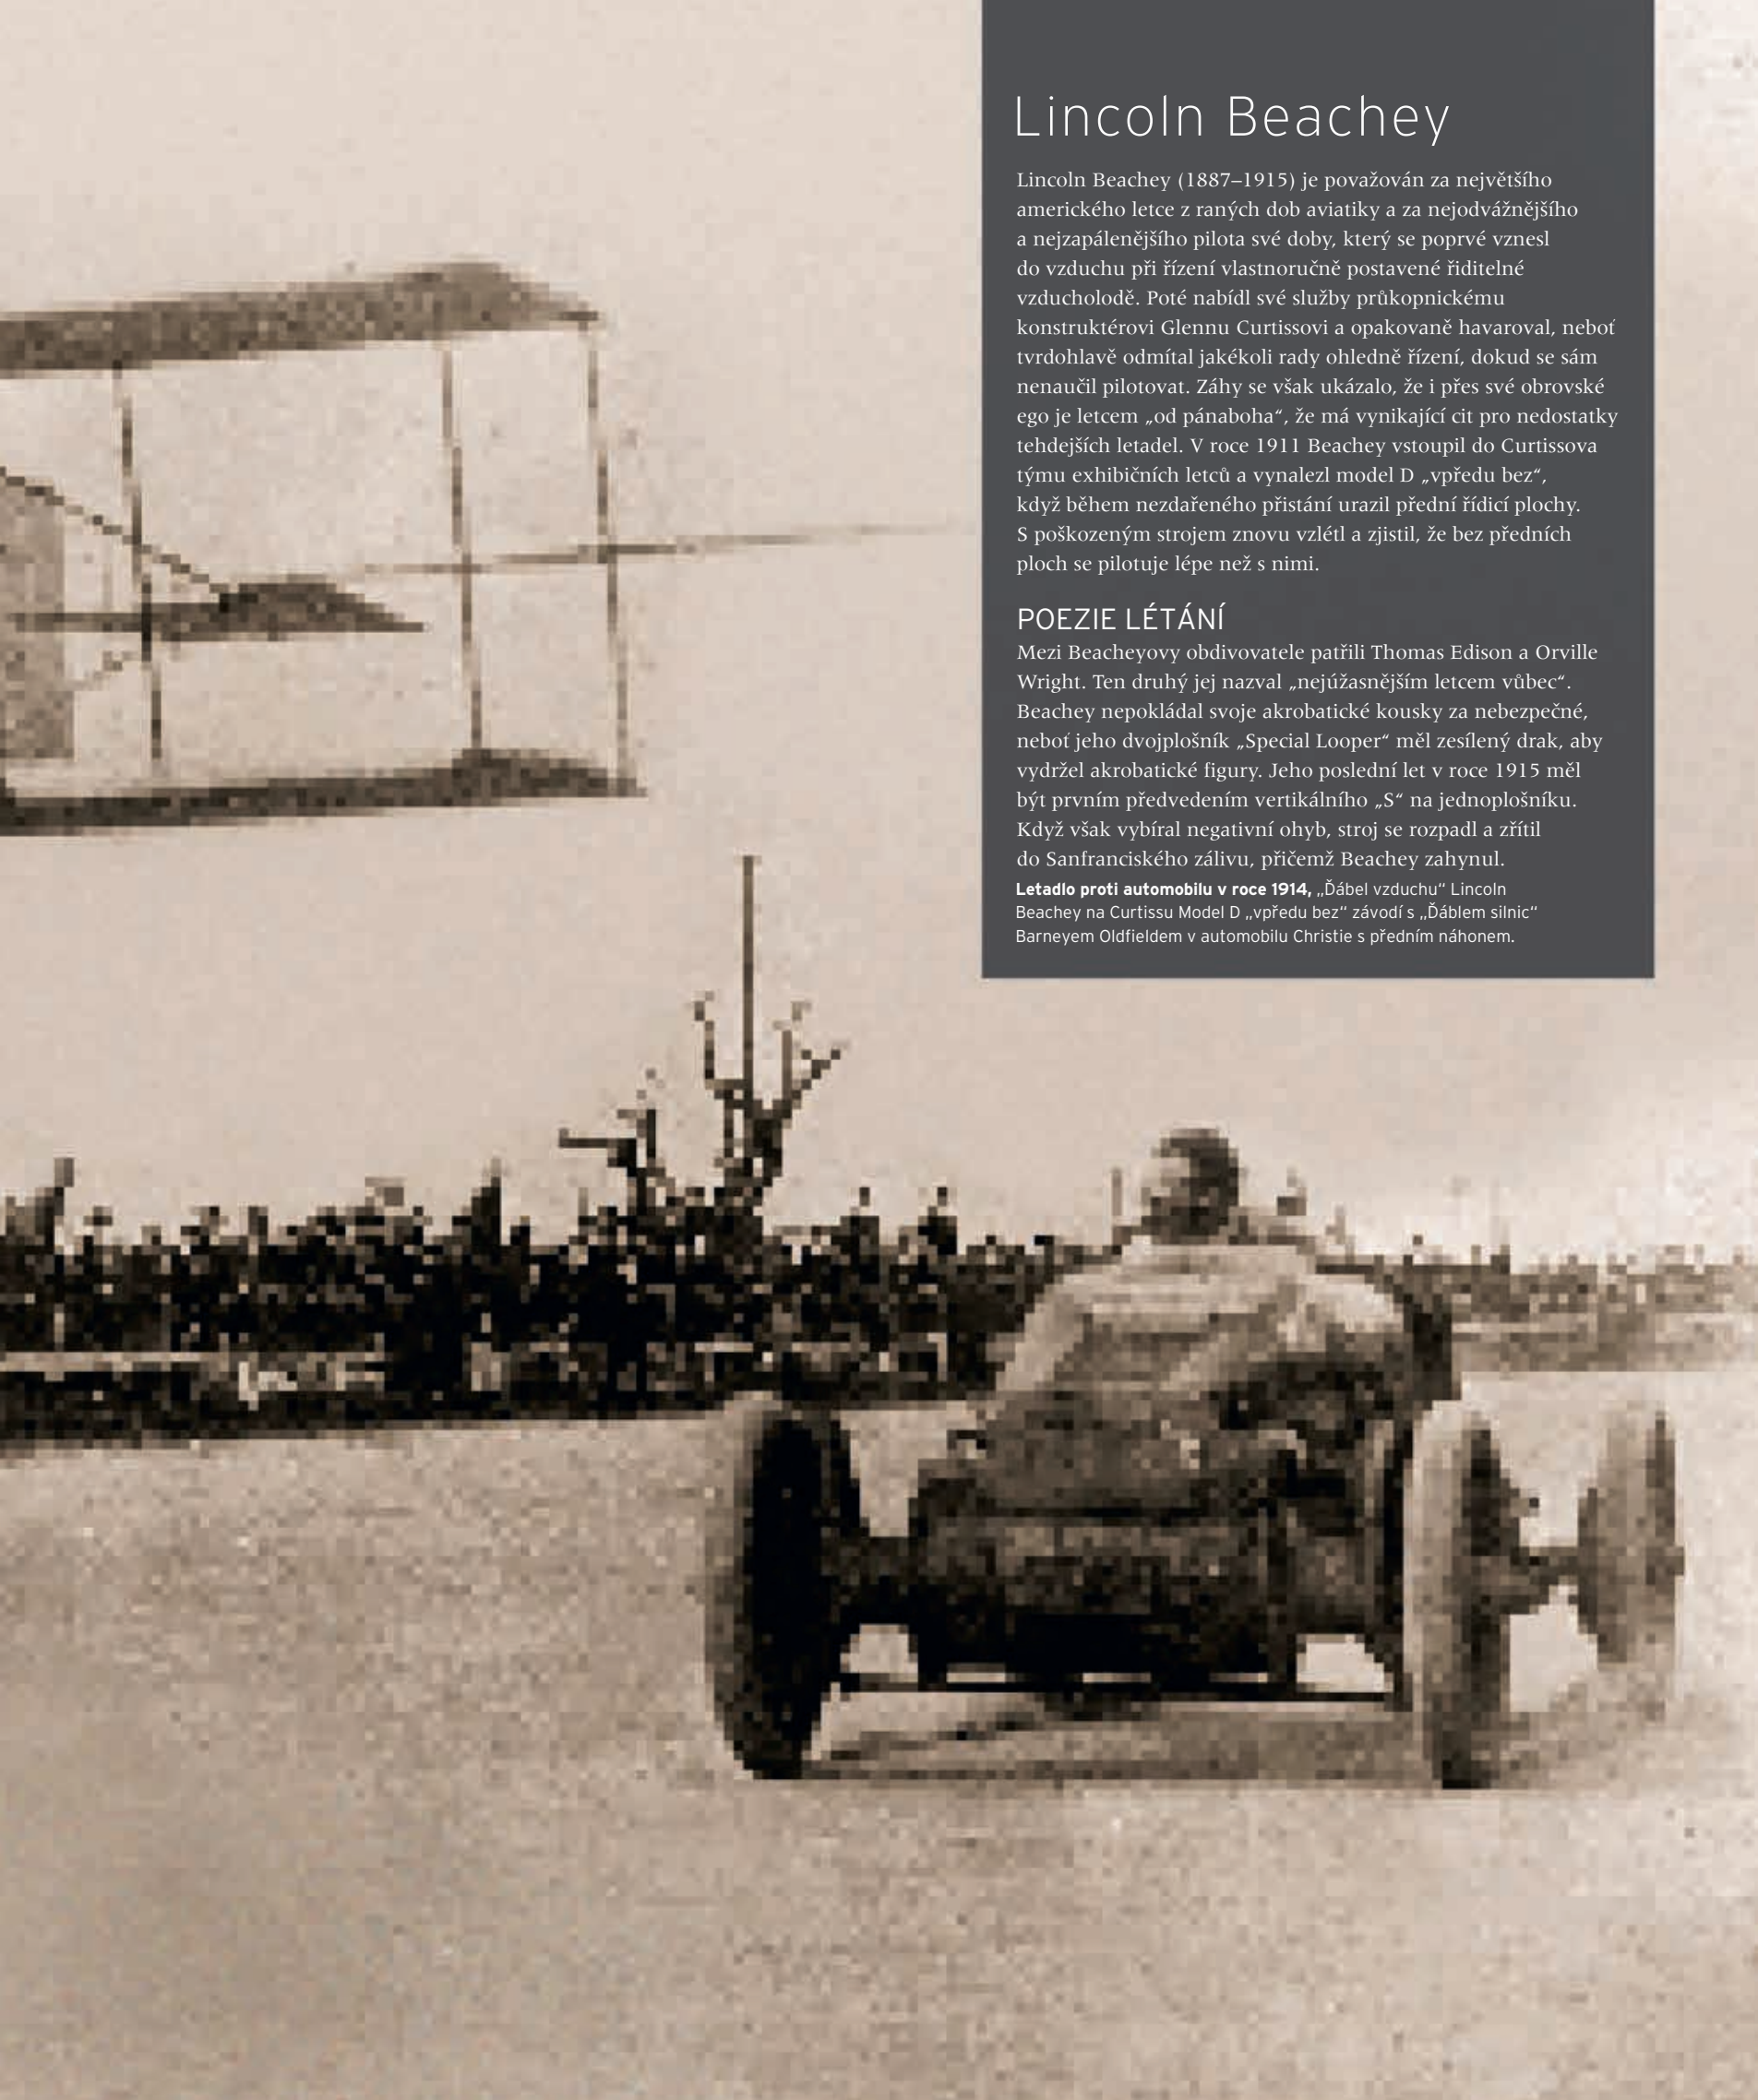 Lincoln Beachey
Lincoln Beachey (1887–1915) je považován za největšího
amerického letce z raných dob aviatiky a za nejodvážnějšího
a nejzapálenějšího pilota své doby, který se poprvé vznesl
do vzduchu při řízení vlastnoručně postavené řiditelné
vzducholodě. Poté nabídl své služby průkopnickému
konstruktérovi Glennu Curtissovi a opakovaně havaroval, neboť
tvrdohlavě odmítal jakékoli rady ohledně řízení, dokud se sám
nenaučil pilotovat. Záhy se však ukázalo, že i přes své obrovské
ego je letcem „od pánaboha“, že má vynikající cit pro nedostatky
tehdejších letadel. V roce 1911 Beachey vstoupil do Curtissova
týmu exhibičních letců a vynalezl model D „vpředu bez“,
když během nezdařeného přistání urazil přední řídicí plochy.
S poškozeným strojem znovu vzlétl a zjistil, že bez předních
ploch se pilotuje lépe než s nimi.
POEZIE LÉTÁNÍ
Mezi Beacheyovy obdivovatele patřili Thomas Edison a Orville
Wright. Ten druhý jej nazval „nejúžasnějším letcem vůbec“.
Beachey nepokládal svoje akrobatické kousky za nebezpečné,
neboť jeho dvojplošník „Special Looper“ měl zesílený drak, aby
vydržel akrobatické figury. Jeho poslední let v roce 1915 měl
být prvním předvedením vertikálního „S“ na jednoplošníku.
Když však vybíral negativní ohyb, stroj se rozpadl a zřítil
do Sanfranciského zálivu, přičemž Beachey zahynul.
Letadlo proti automobilu v roce 1914, „Ďábel vzduchu“ Lincoln
Beachey na Curtissu Model D „vpředu bez“ závodí s „Ďáblem silnic“
Barneyem Oldfieldem v automobilu Christie s předním náhonem.